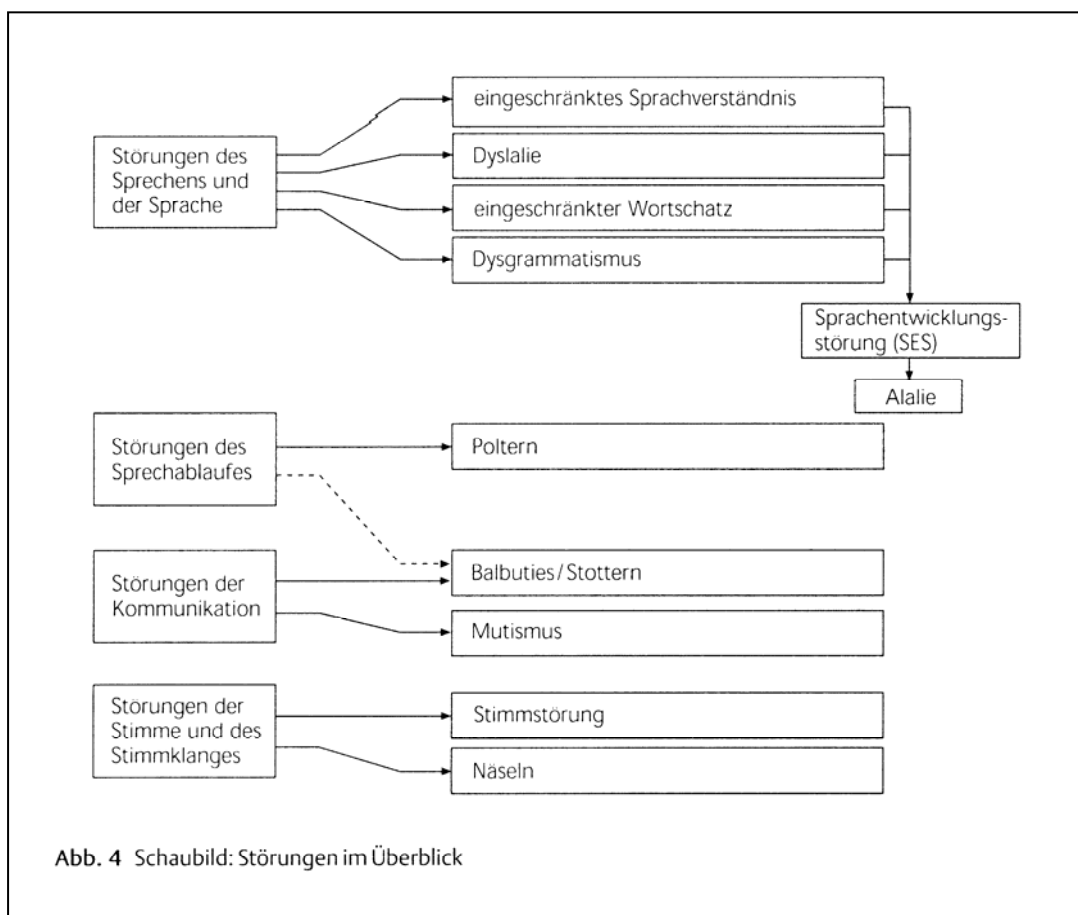 eingeschränktes Sprachverständnis
Störungen des
Sprechens und
der Sprache
Dyslalie
eingeschränkter Wortschatz
Dysgrammatismus
Sprachentwicklungs-
störung (SES)
Alalie
Störungen des
Sprechablaufes
Poltern
Störungen der
Kommunikation
Balbuties/Stottern
Mutismus
Störungen der
Stimme und des
Stimmklanges
Stimmstörung
Näseln
Abb. 4 Schaubild: Störungen im Überblick